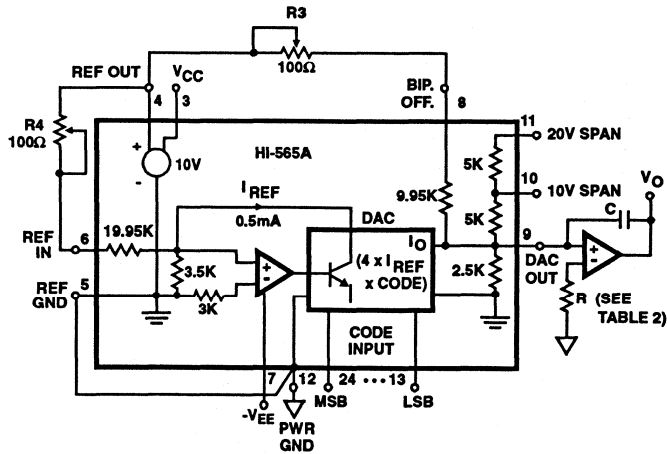 R3
100Ω
REF OUT
VCC
4
3
BIP.
OFF.
8
R4
100Ω
11
20V SPAN
+
-
10V
HI-565A
5K
10
10V SPAN
IREF
0.5mA
9.95K
5K
VO
C
REF
IN
6
19.95K
DAC
IO
9
DAC
OUT
+
-
(4 x IREF
x CODE)
3.5K
+
-
2.5K
REF
GND
5
3K
R
(SEE
TABLE 2)
CODE
INPUT
7
12
24
•••
13
-VEE
PWR
GND
MSB
LSB